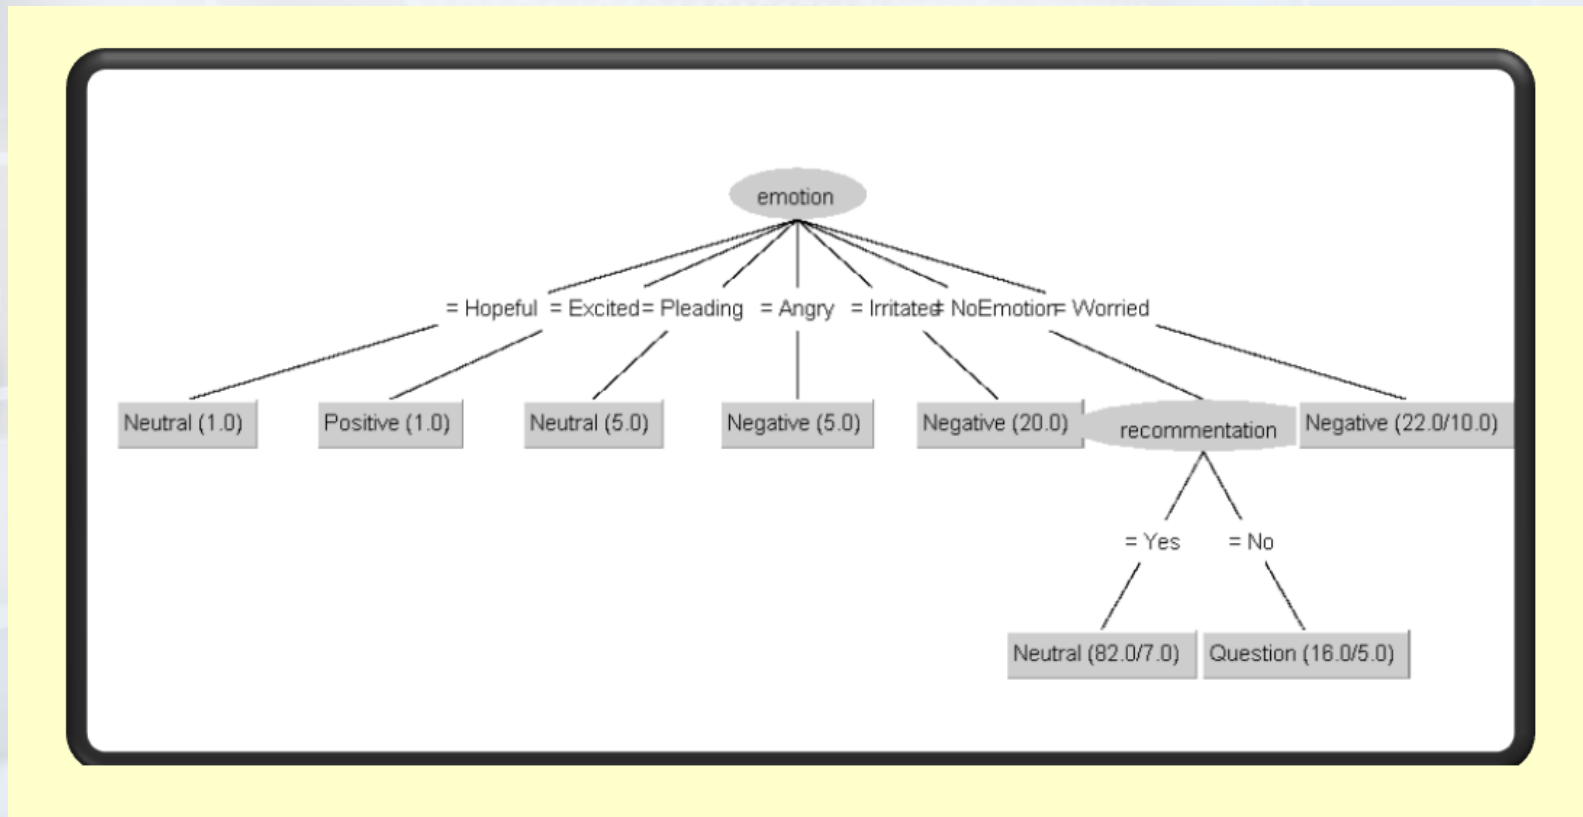 emotion
= Hopeful
= Excited
= Pleading
= Angry
= Irritated
= NoEmotion
= Worried
Neutral (1.0)
Positive (1.0)
Neutral (5.0)
Negative (5.0)
Negative (20.0)
recommentation
Negative (22.0/10.0)
= Yes
= No
Neutral (82.0/7.0)
Question (16.0/5.0)